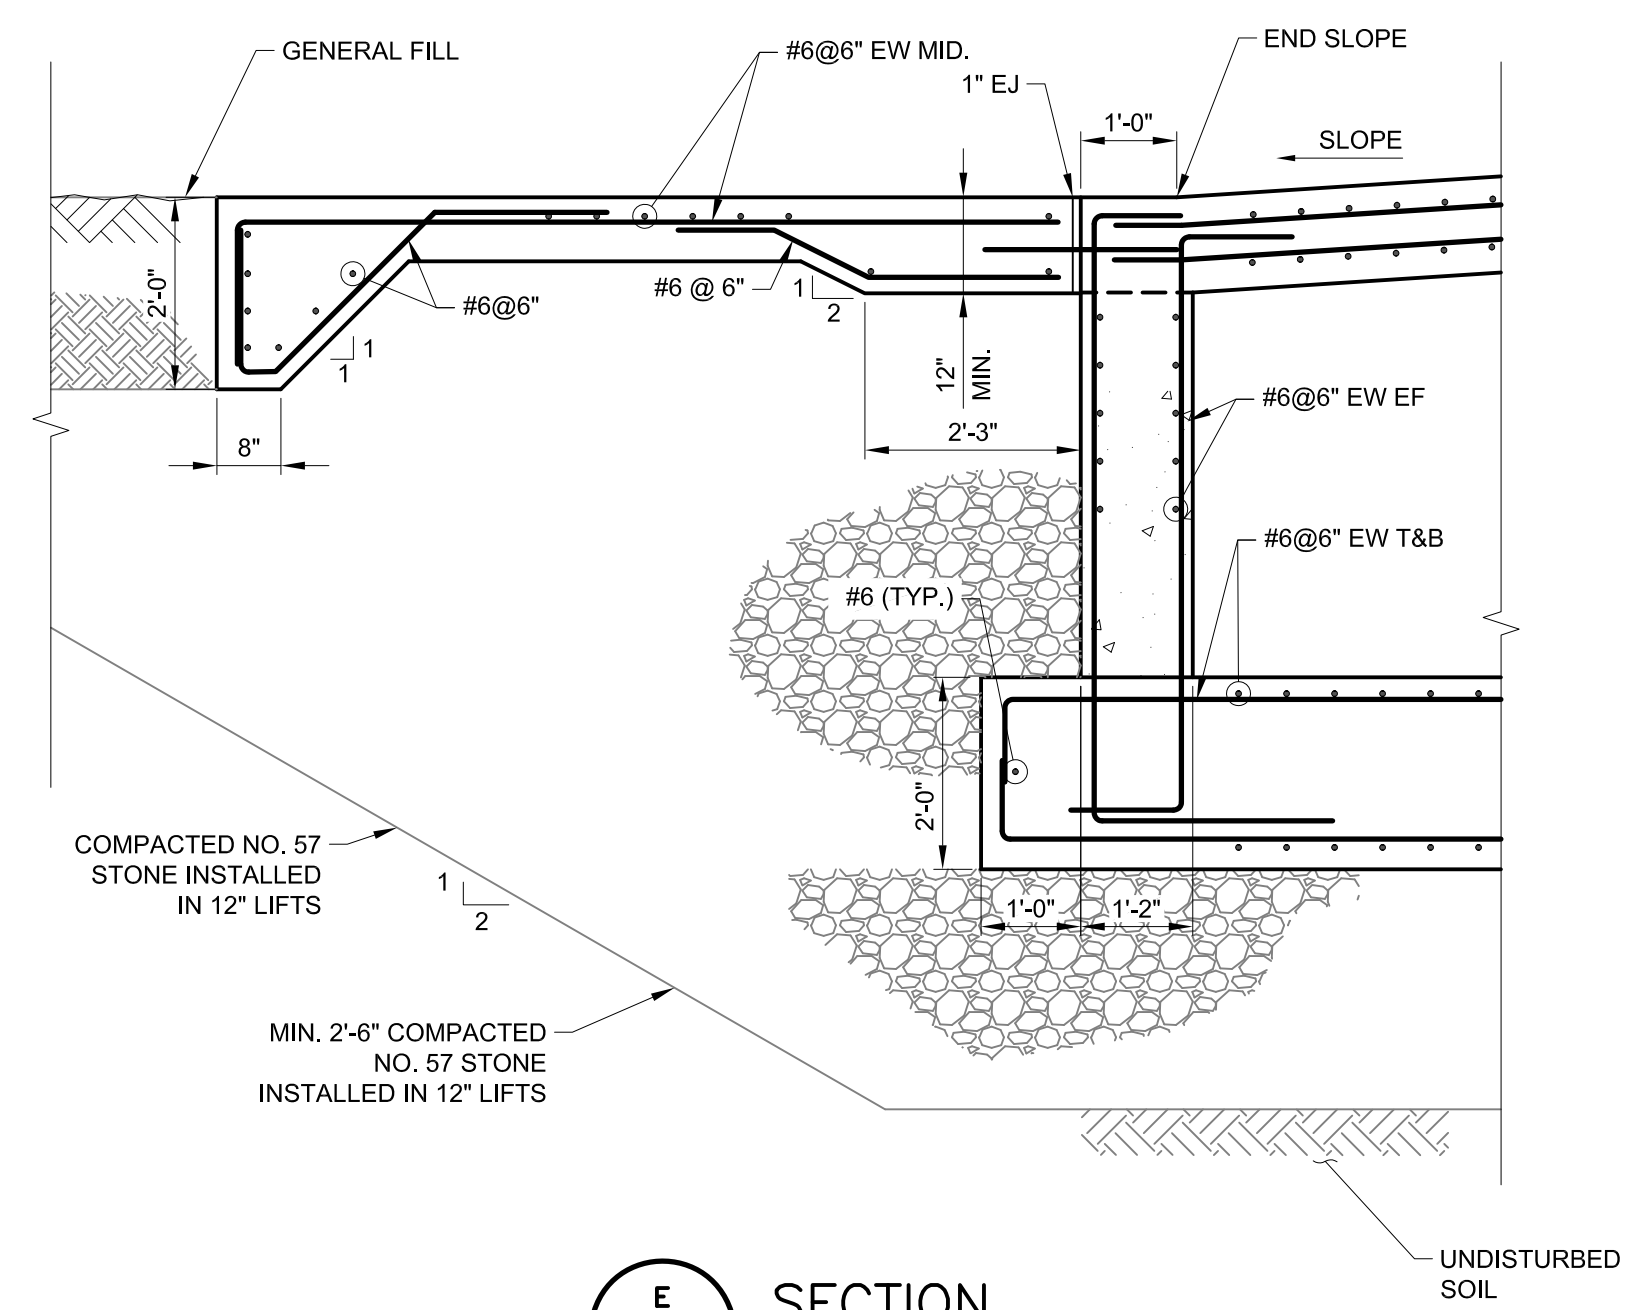 GENERAL FILL
#6@6" EW MID.
END SLOPE
1" EJ
1'-0"
SLOPE
2'-0"
#6@6"
#6 @ 6"
1
2
1
1
12"
MIN.
#6@6" EW EF
2'-3"
8"
#6@6" EW T&B
#6 (TYP.)
2'-0"
COMPACTED NO. 57
STONE INSTALLED
IN 12" LIFTS
1
2
1'-0"
1'-2"
MIN. 2'-6" COMPACTED
NO. 57 STONE
INSTALLED IN 12" LIFTS
UNDISTURBED
SOIL
E
SECTION